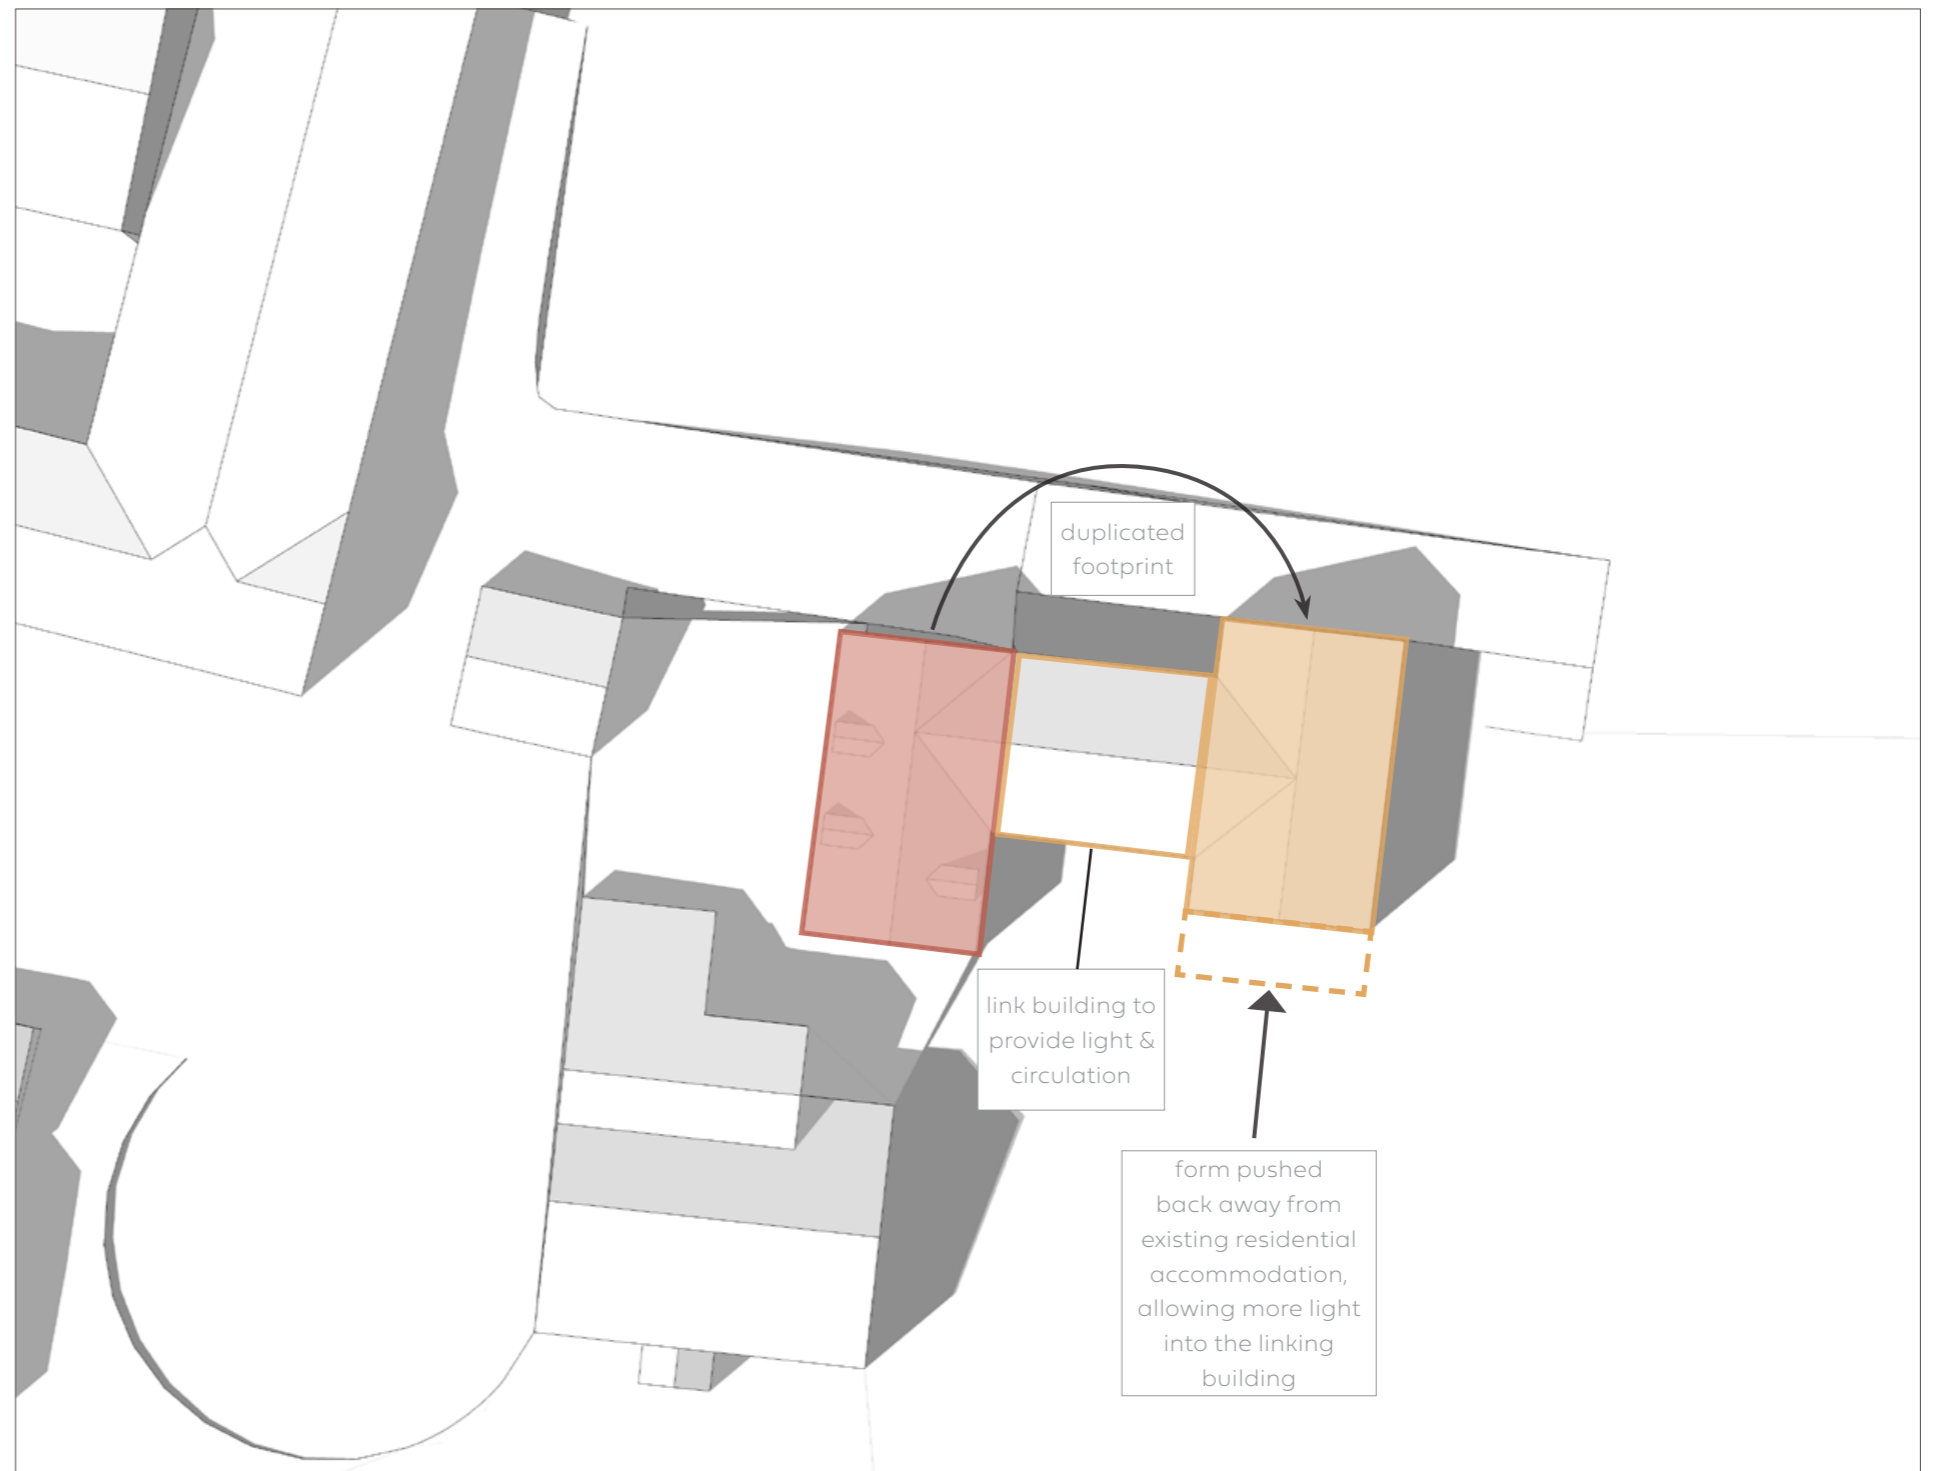 duplicated
footprint
link building to
provide light &
circulation
form pushed
back away from
existing residential
accommodation,
allowing more light
into the linking
building